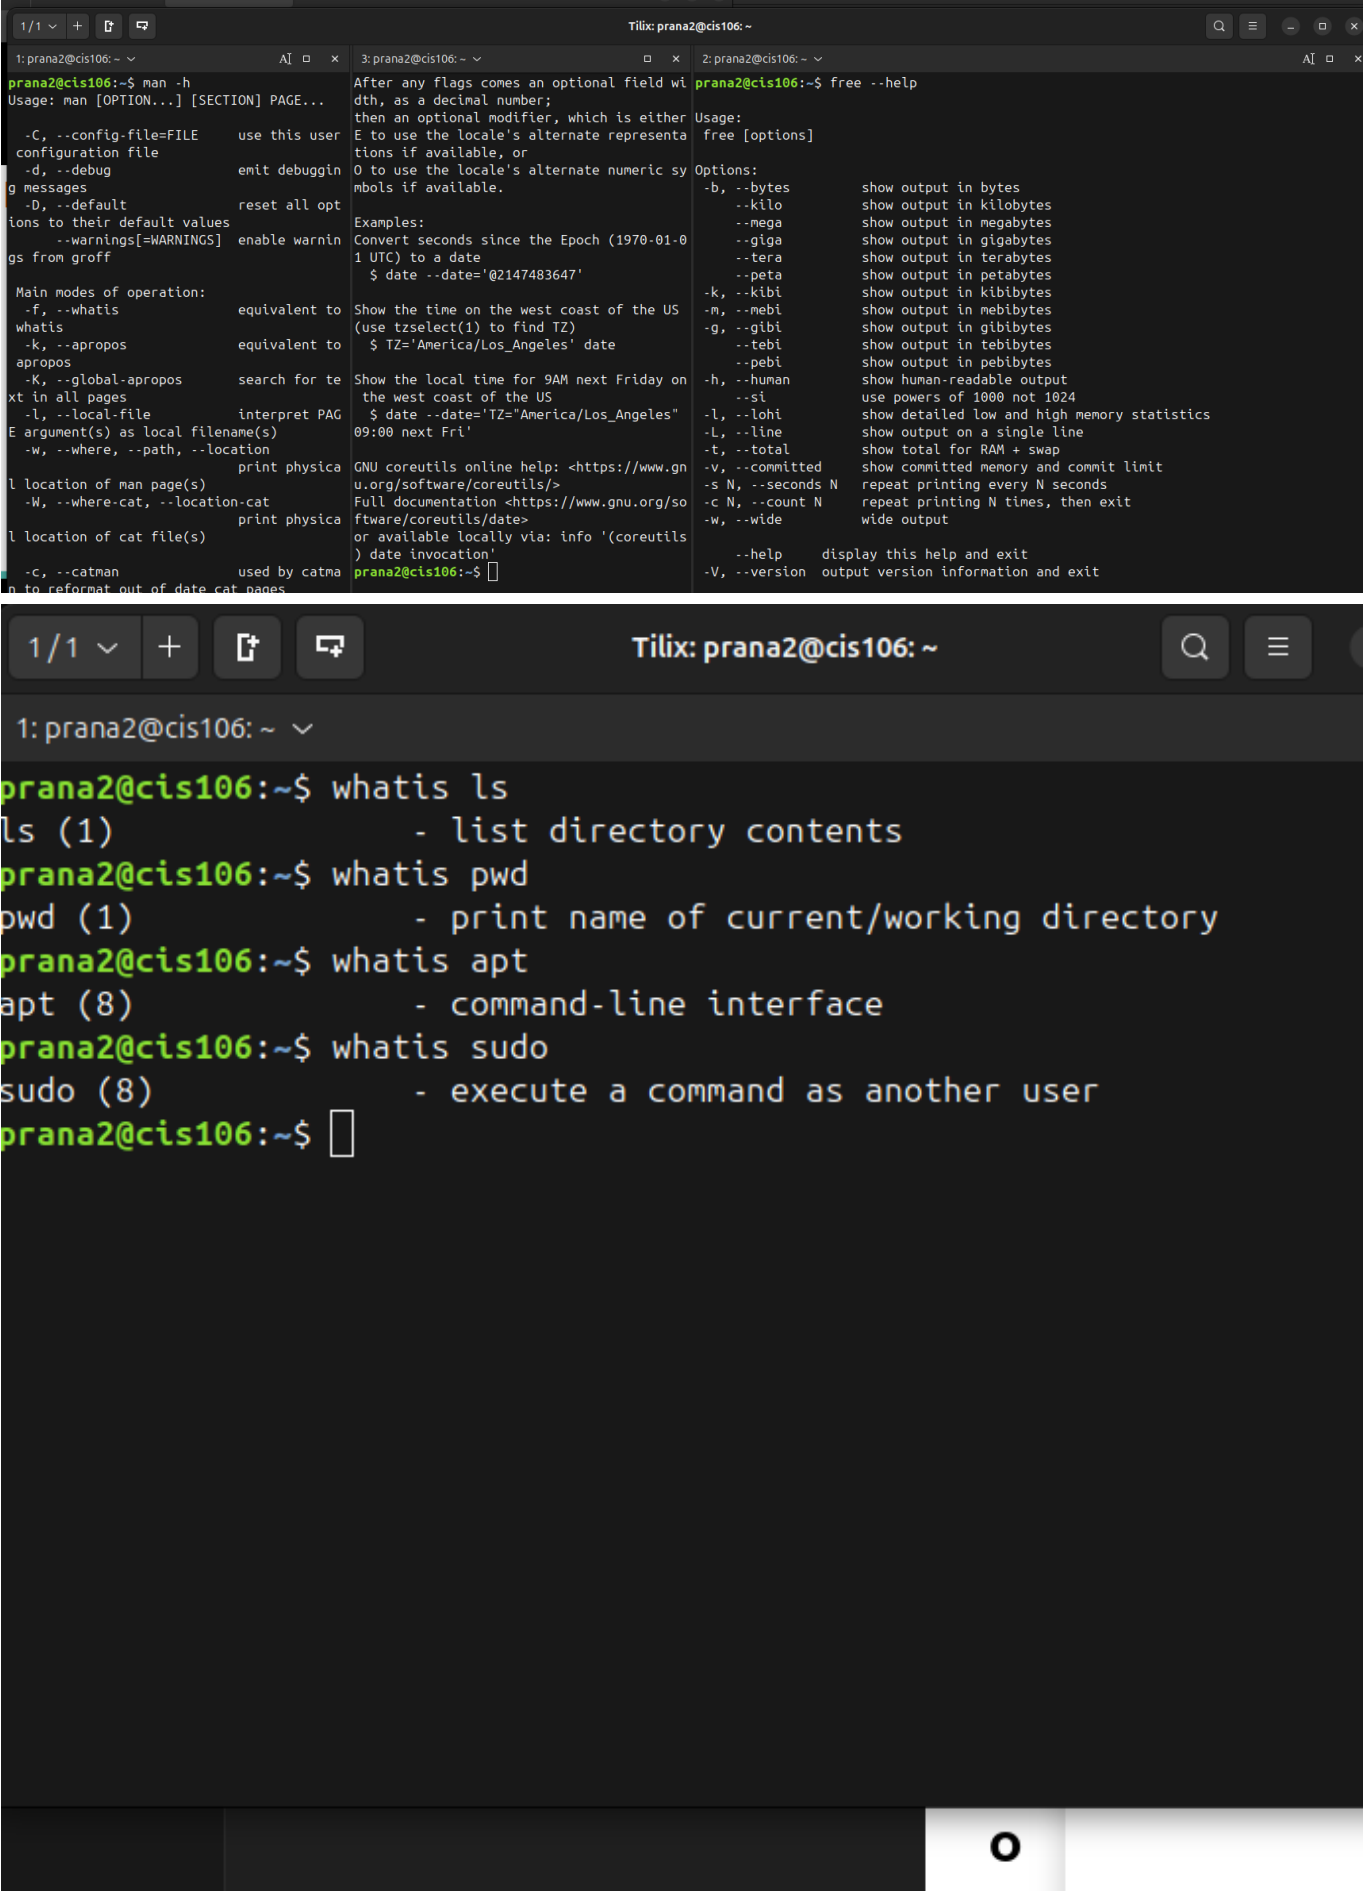 1 / 1
Tilix: prana2@cis106: ~
1: prana2@cis106: ~
prana2@cis106:~$ man -h
Usage: man [OPTION...] [SECTION] PAGE...
-C, --config-file=FILE     use this user
configuration file
-d, --debug                emit debuggin
g messages
-D, --default              reset all opt
ions to their default values
--warnings[=WARNINGS]  enable warnin
gs from groff
Main modes of operation:
-f, --whatis               equivalent to
whatis
-k, --apropos              equivalent to
apropos
-K, --global-apropos       search for te
xt in all pages
-l, --local-file           interpret PAG
E argument(s) as local filename(s)
-w, --where, --path, --location
print physica
l location of man page(s)
-W, --where-cat, --location-cat
print physica
l location of cat file(s)
-c, --catman               used by catma
n to reformat out of date cat pages
3: prana2@cis106: ~
After any flags comes an optional field wi
dth, as a decimal number;
then an optional modifier, which is either
E to use the locale's alternate representa
tions if available, or
O to use the locale's alternate numeric sy
mbols if available.
Examples:
Convert seconds since the Epoch (1970-01-0
1 UTC) to a date
$ date --date='@2147483647'
Show the time on the west coast of the US
(use tzselect(1) to find TZ)
$ TZ='America/Los_Angeles' date
Show the local time for 9AM next Friday on
the west coast of the US
$ date --date='TZ="America/Los_Angeles"
09:00 next Fri'
GNU coreutils online help: <https://www.gn
u.org/software/coreutils/>
Full documentation <https://www.gnu.org/so
ftware/coreutils/date>
or available locally via: info '(coreutils
) date invocation'
prana2@cis106:~$
2: prana2@cis106: ~
prana2@cis106:~$ free --help
Usage:
free [options]
Options:
-b, --bytes         show output in bytes
--kilo          show output in kilobytes
--mega          show output in megabytes
--giga          show output in gigabytes
--tera          show output in terabytes
--peta          show output in petabytes
-k, --kibi          show output in kibibytes
-m, --mebi          show output in mebibytes
-g, --gibi          show output in gibibytes
--tebi          show output in tebibytes
--pebi          show output in pebibytes
-h, --human         show human-readable output
--si            use powers of 1000 not 1024
-l, --lohi          show detailed low and high memory statistics
-L, --line          show output on a single line
-t, --total         show total for RAM + swap
-v, --committed     show committed memory and commit limit
-s N, --seconds N   repeat printing every N seconds
-c N, --count N     repeat printing N times, then exit
-w, --wide          wide output
--help     display this help and exit
-V, --version  output version information and exit
1 / 1
Tilix: prana2@cis106: ~
1: prana2@cis106: ~
prana2@cis106:~$ whatis ls
ls (1)               - list directory contents
prana2@cis106:~$ whatis pwd
pwd (1)              - print name of current/working directory
prana2@cis106:~$ whatis apt
apt (8)              - command-line interface
prana2@cis106:~$ whatis sudo
sudo (8)             - execute a command as another user
prana2@cis106:~$
o